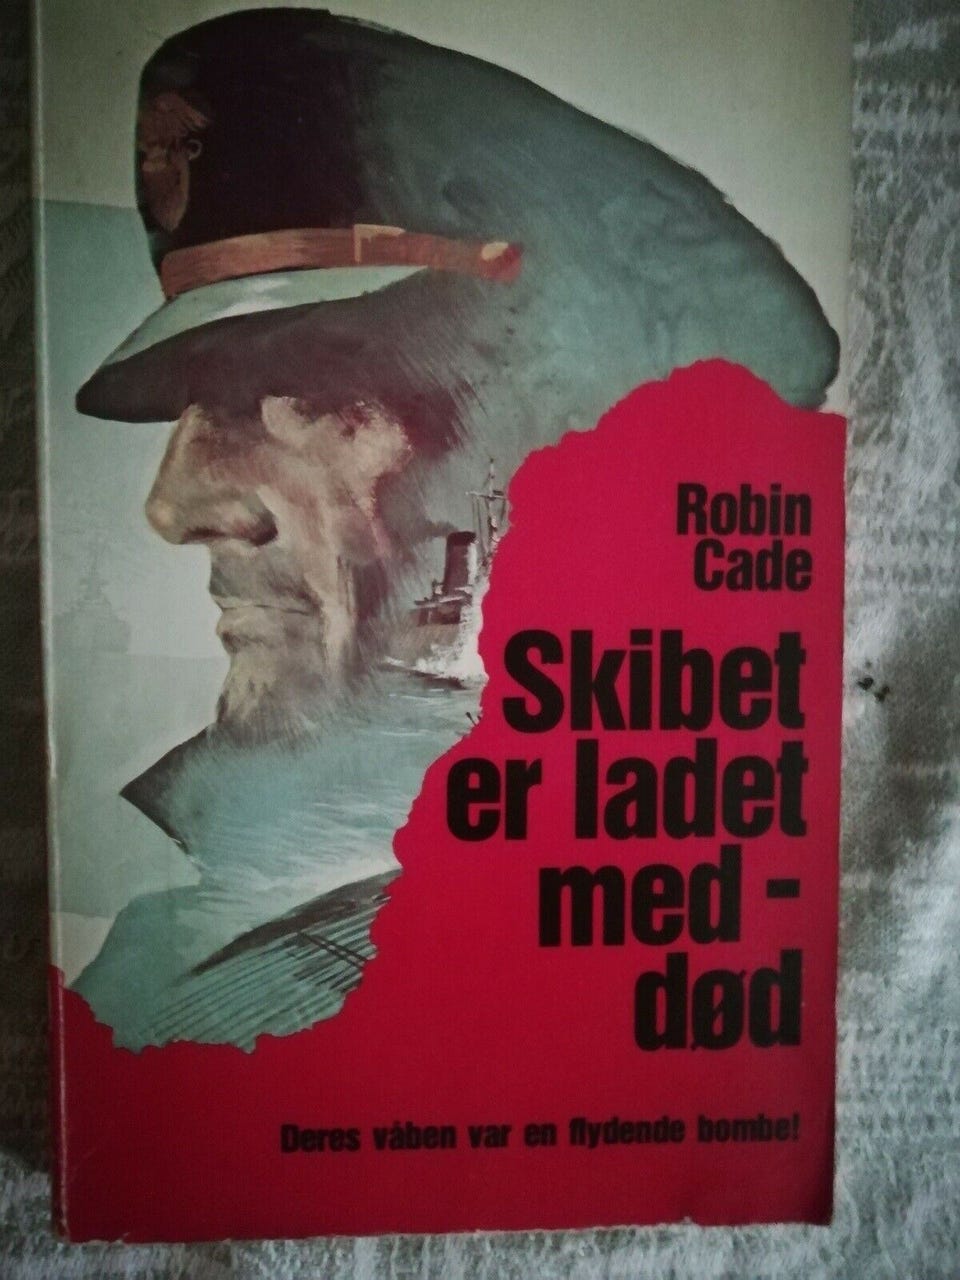 Robin
Cade
Skibet
er ladet
med -
død
Deres våben var en flydende bombe!